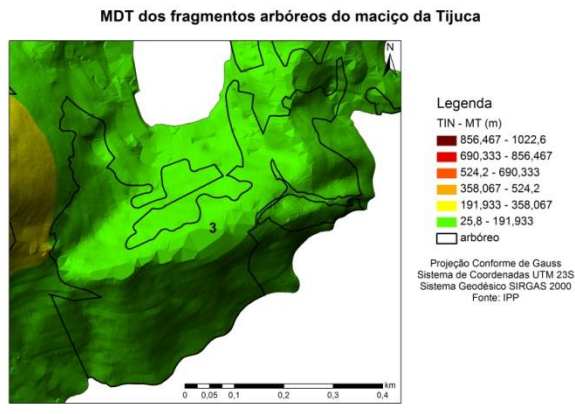 MDT dos fragmentos arbóreos do maciço da Tijuca
N
3
km
0 0,05 0,1 0,2 0,3 0,4
Legenda
TIN - MT (m)
856,467 - 1022,6
690,333 - 856,467
524,2 - 690,333
358,067 - 524,2
191,933 - 358,067
25,8 - 191,933
arbóreo
Projeção Conforme de Gauss
Sistema de Coordenadas UTM 23S
Sistema Geodésico SIRGAS 2000
Fonte: IPP